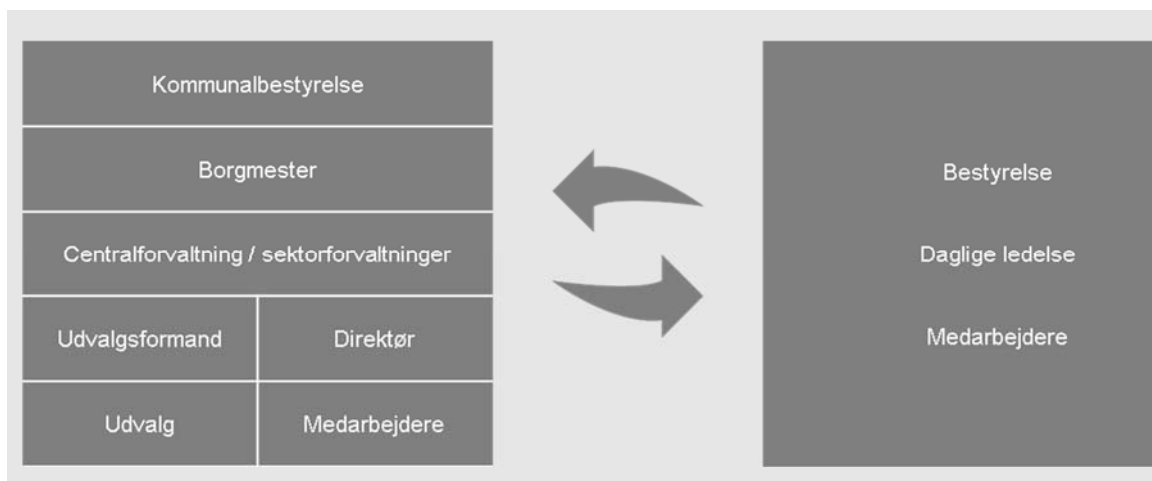 Kommunalbestyrelse
Borgmester
Centralforvaltning / sektorforvaltninger
Udvalgsformand
Direktør
Udvalg
Medarbejdere
Bestyrelse
Daglige ledelse
Medarbejdere